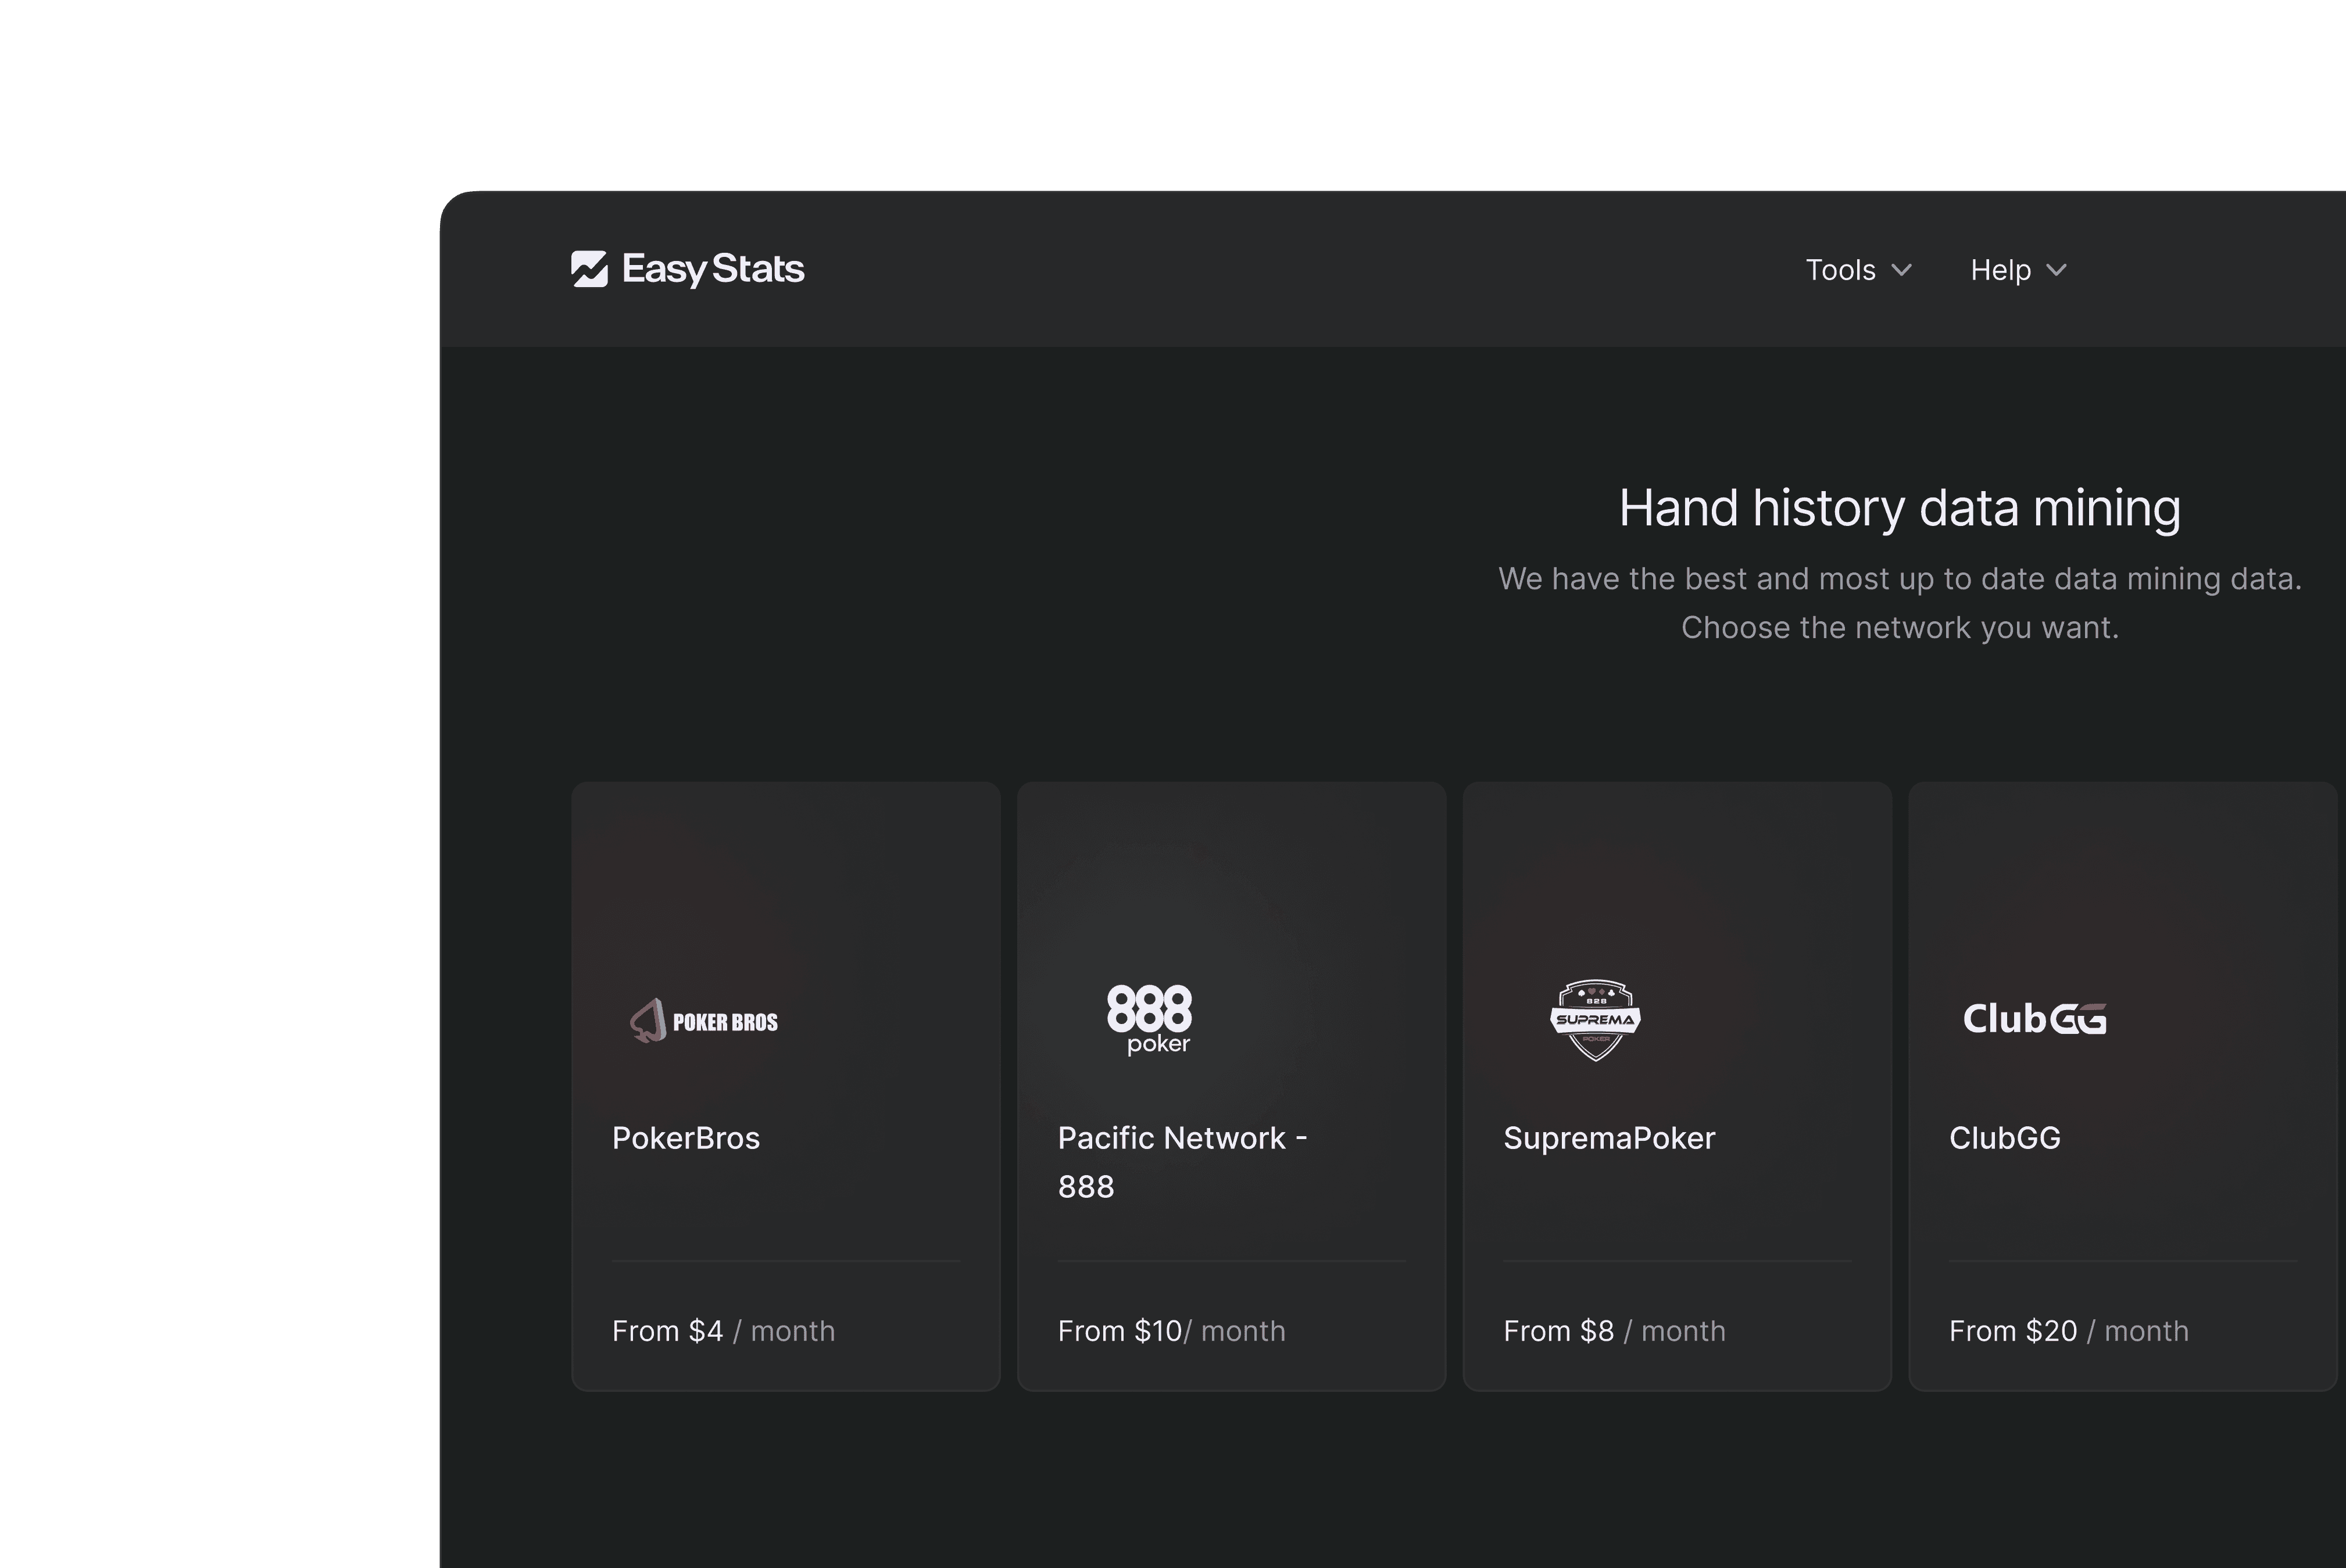 Easy Stats
Tools
Help
Hand history data mining
We have the best and most up to date data mining data.
Choose the network you want.
POKER BROS
PokerBros
From $4 / month
888
poker
Pacific Network -
888
From $10/ month
B2B
SUPREMA
POKER
SupremaPoker
From $8 / month
ClubGG
ClubGG
From $20 / month